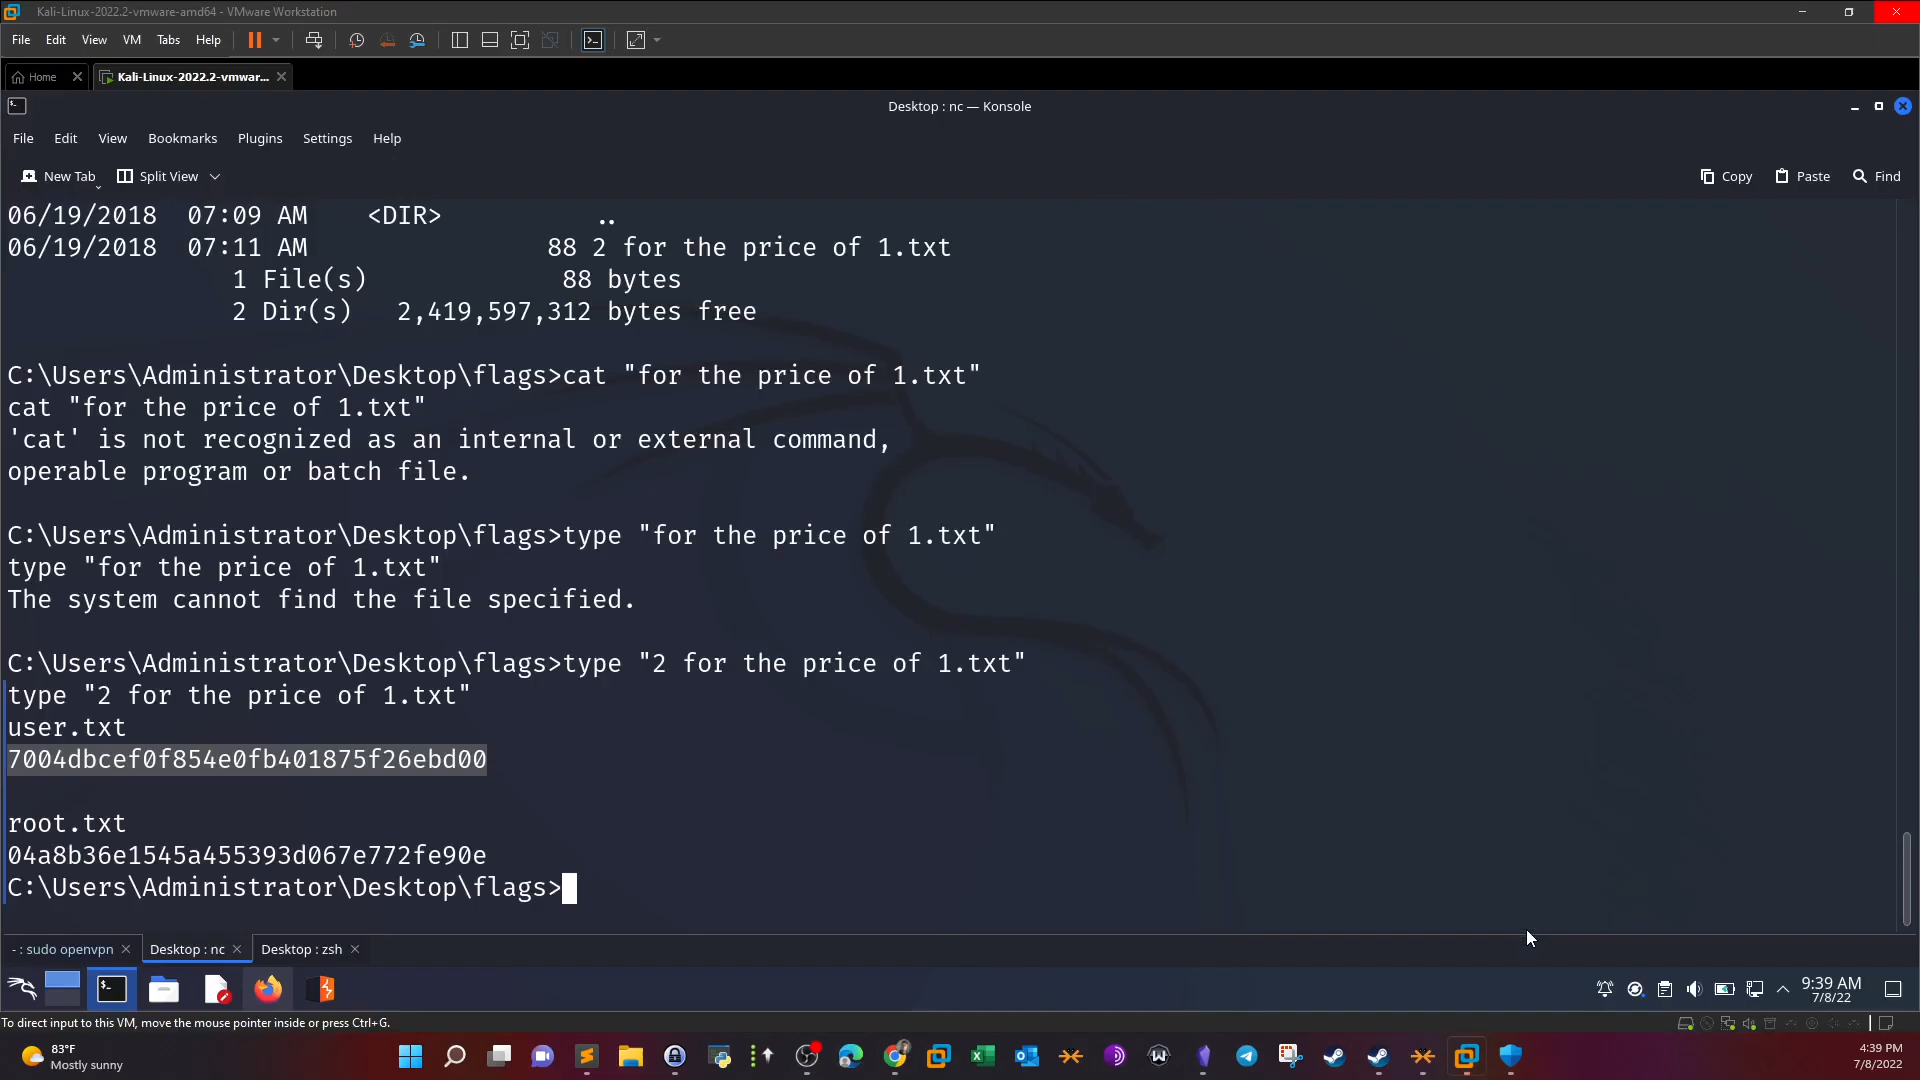 Kali-Linux-2022.2-vmware-amd64 - VMware Workstation
File Edit View VM Tabs Help
Home Kali-Linux-2022.2-vmwar...
Desktop : nc — Konsole
File Edit View Bookmarks Plugins Settings Help
New Tab Split View Copy Paste Find
06/19/2018  07:09 AM    <DIR>          ..
06/19/2018  07:11 AM                88 2 for the price of 1.txt
1 File(s)             88 bytes
2 Dir(s)   2,419,597,312 bytes free
C:\Users\Administrator\Desktop\flags>cat "for the price of 1.txt"
cat "for the price of 1.txt"
'cat' is not recognized as an internal or external command,
operable program or batch file.
C:\Users\Administrator\Desktop\flags>type "for the price of 1.txt"
type "for the price of 1.txt"
The system cannot find the file specified.
C:\Users\Administrator\Desktop\flags>type "2 for the price of 1.txt"
type "2 for the price of 1.txt"
user.txt
7004dbcef0f854e0fb401875f26ebd00
root.txt
04a8b36e1545a455393d067e772fe90e
C:\Users\Administrator\Desktop\flags>
- : sudo openvpn Desktop : nc Desktop : zsh
9:39 AM
7/8/22
To direct input to this VM, move the mouse pointer inside or press Ctrl+G.
83°F
Mostly sunny
4:39 PM
7/8/2022